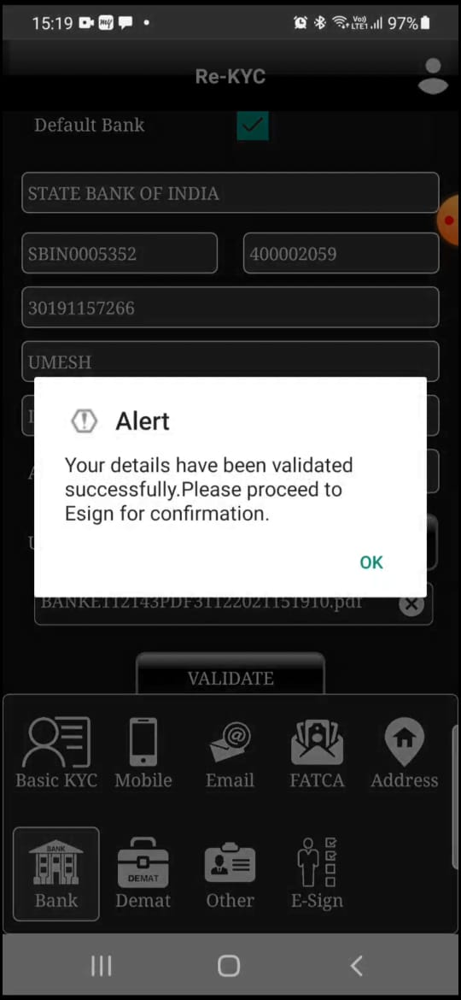 15:19 97%
Re-KYC
Default Bank
STATE BANK OF INDIA
SBIN0005352 400002059
30191157266
UMESH
Alert
Your details have been validated
successfully.Please proceed to
Esign for confirmation.
OK
BANKET12143PDF31122021151910.pdf
VALIDATE
Basic KYC Mobile Email FATCA Address
BANK DEMAT
Bank Demat Other E-Sign